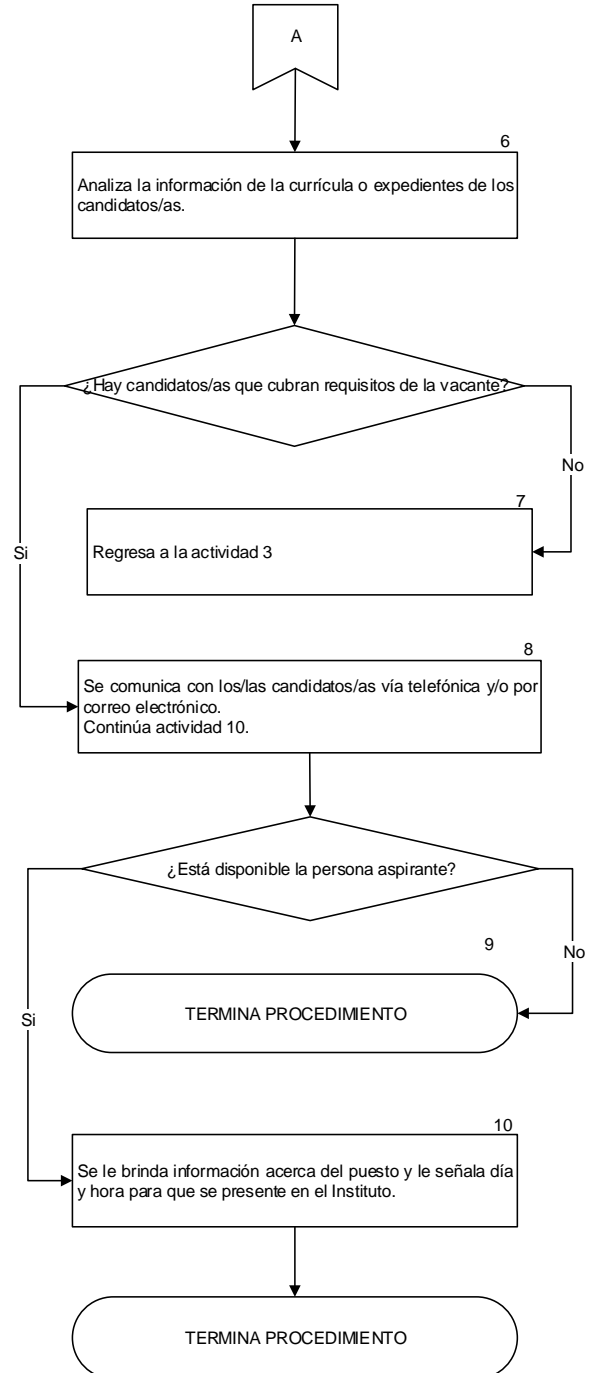 A
6
Analiza la información de la currícula o expedientes de los
candidatos/as.
¿Hay candidatos/as que cubran requisitos de la vacante?
No
7
Regresa a la actividad 3
Si
8
Se comunica con los/las candidatos/as vía telefónica y/o por
correo electrónico.
Continúa actividad 10.
¿Está disponible la persona aspirante?
9
No
TERMINA PROCEDIMIENTO
Si
10
Se le brinda información acerca del puesto y le señala día
y hora para que se presente en el Instituto.
TERMINA PROCEDIMIENTO